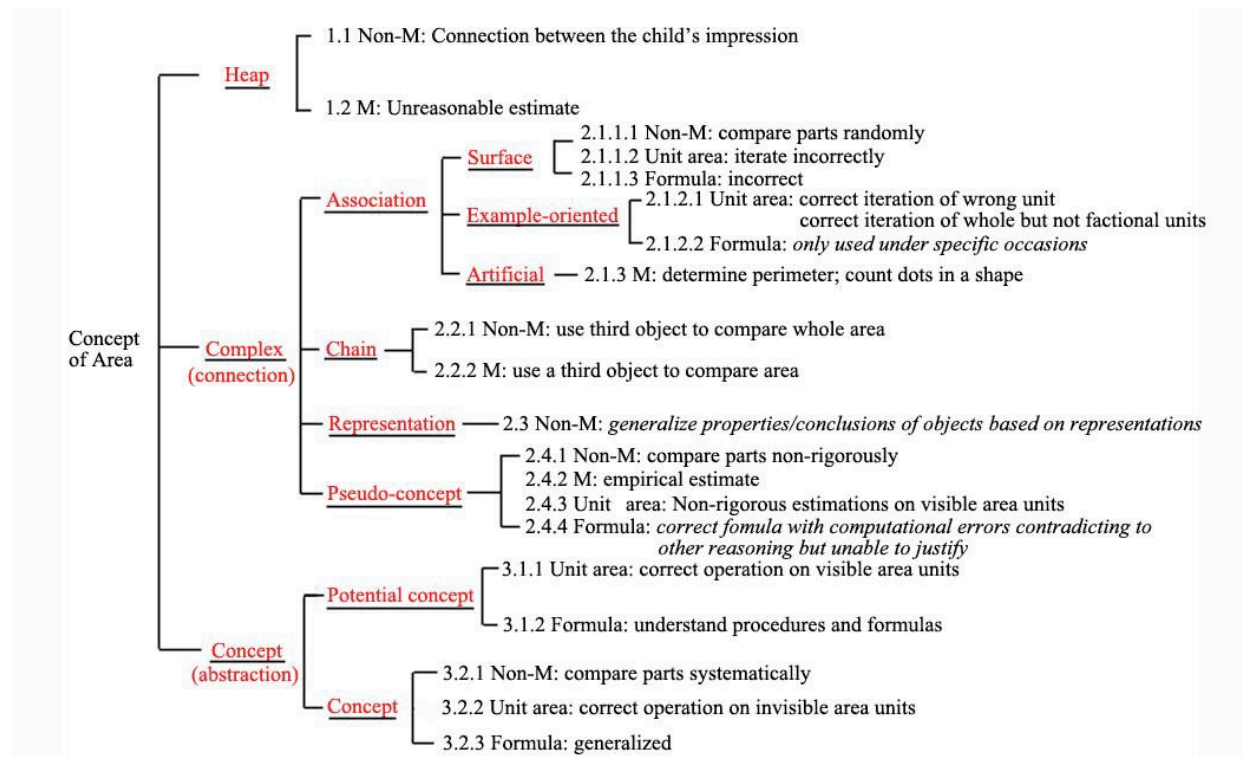 1.1 Non-M: Connection between the child's impression
Heap
1.2 M: Unreasonable estimate
2.1.1.1 Non-M: compare parts randomly
Surface
2.1.1.2 Unit area: iterate incorrectly
2.1.1.3 Formula: incorrect
Association
2.1.2.1 Unit area: correct iteration of wrong unit
correct iteration of whole but not factional units
Example-oriented
2.1.2.2 Formula: only used under specific occasions
Artificial
2.1.3 M: determine perimeter; count dots in a shape
Concept
of Area
Complex
(connection)
Chain
2.2.1 Non-M: use third object to compare whole area
2.2.2 M: use a third object to compare area
Representation
2.3 Non-M: generalize properties/conclusions of objects based on representations
Pseudo-concept
2.4.1 Non-M: compare parts non-rigorously
2.4.2 M: empirical estimate
2.4.3 Unit area: Non-rigorous estimations on visible area units
2.4.4 Formula: correct fomula with computational errors contradicting to
other reasoning but unable to justify
Potential concept
3.1.1 Unit area: correct operation on visible area units
3.1.2 Formula: understand procedures and formulas
Concept
(abstraction)
Concept
3.2.1 Non-M: compare parts systematically
3.2.2 Unit area: correct operation on invisible area units
3.2.3 Formula: generalized